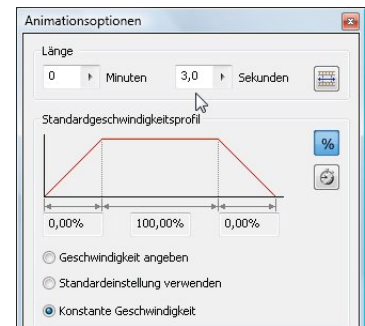 Animationsoptionen
Länge
0 Minuten 3,0 Sekunden
Standardgeschwindigkeitsprofil
%
0,00% 100,00% 0,00%
Geschwindigkeit angeben
Standardeinstellung verwenden
Konstante Geschwindigkeit